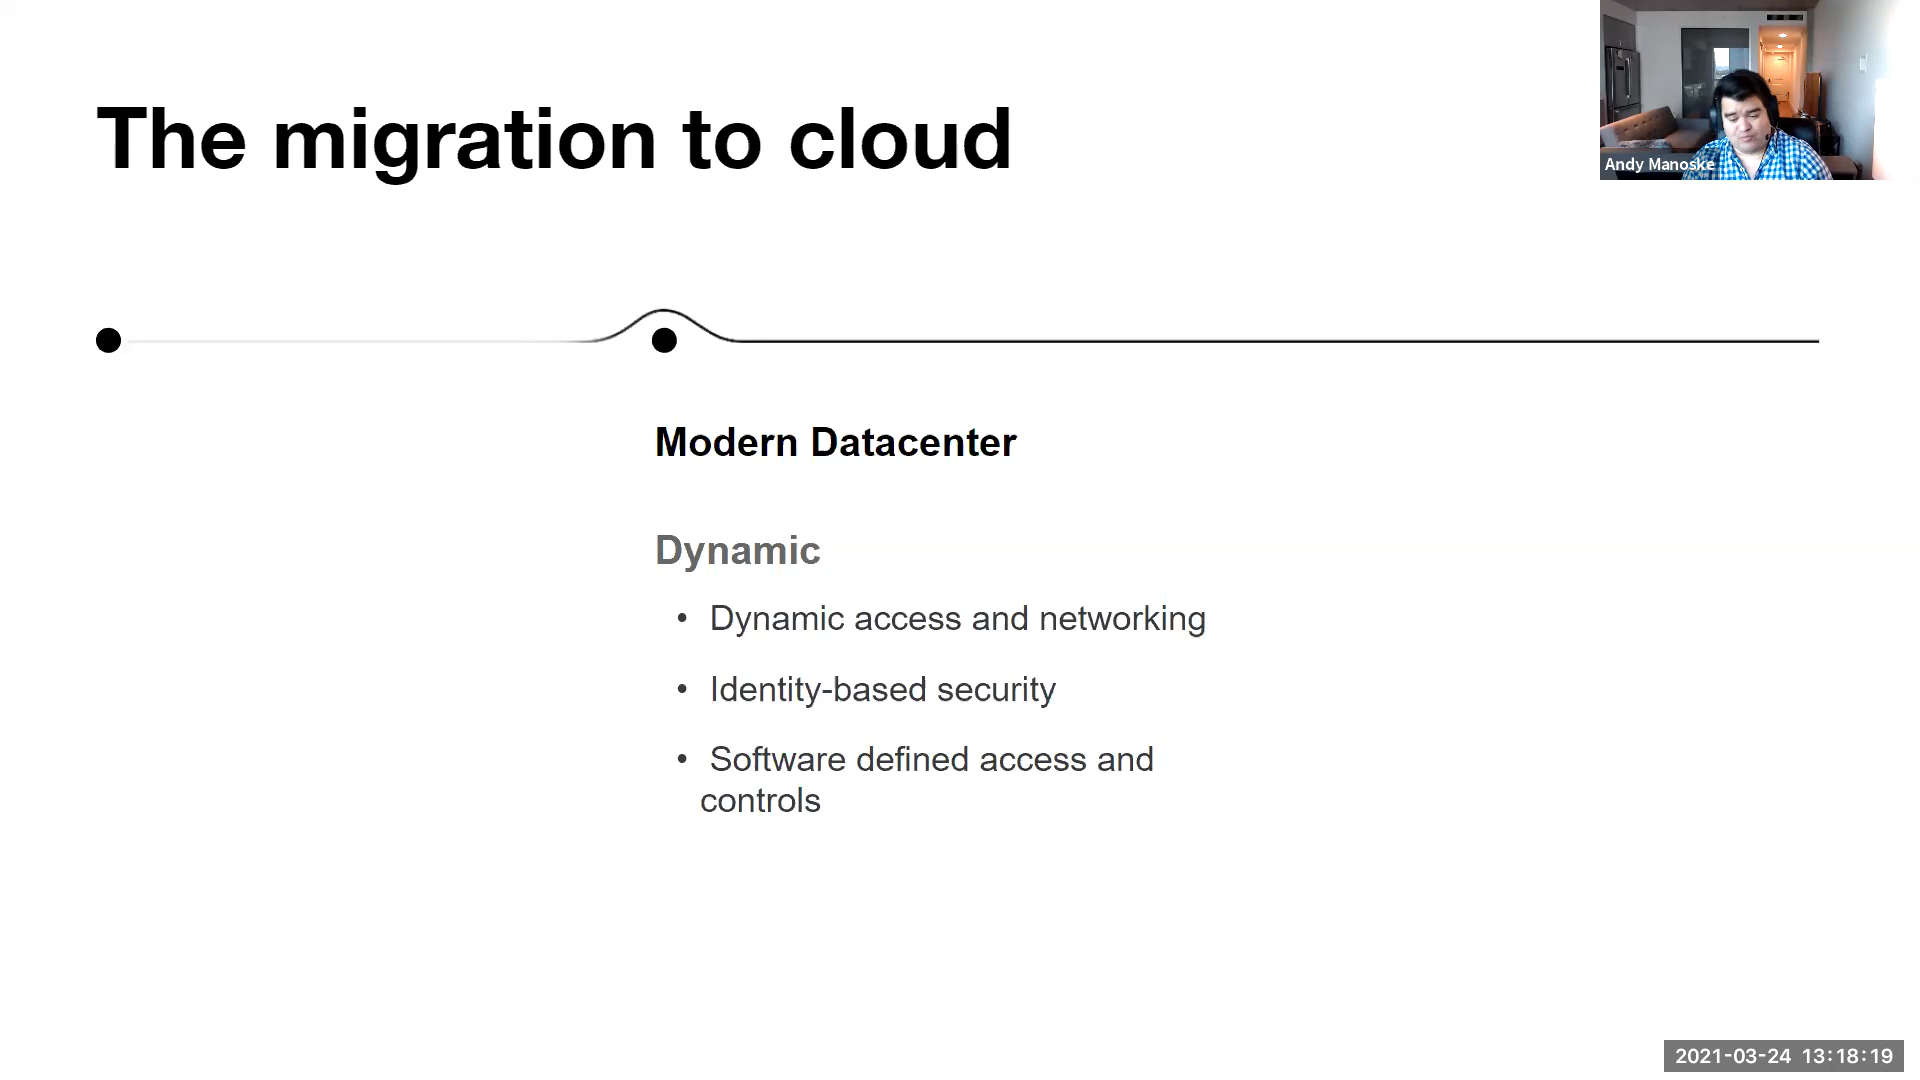 The migration to cloud
Andy Manoske
Modern Datacenter
Dynamic
• Dynamic access and networking
• Identity-based security
• Software defined access and
controls
2021-03-24 13:18:19